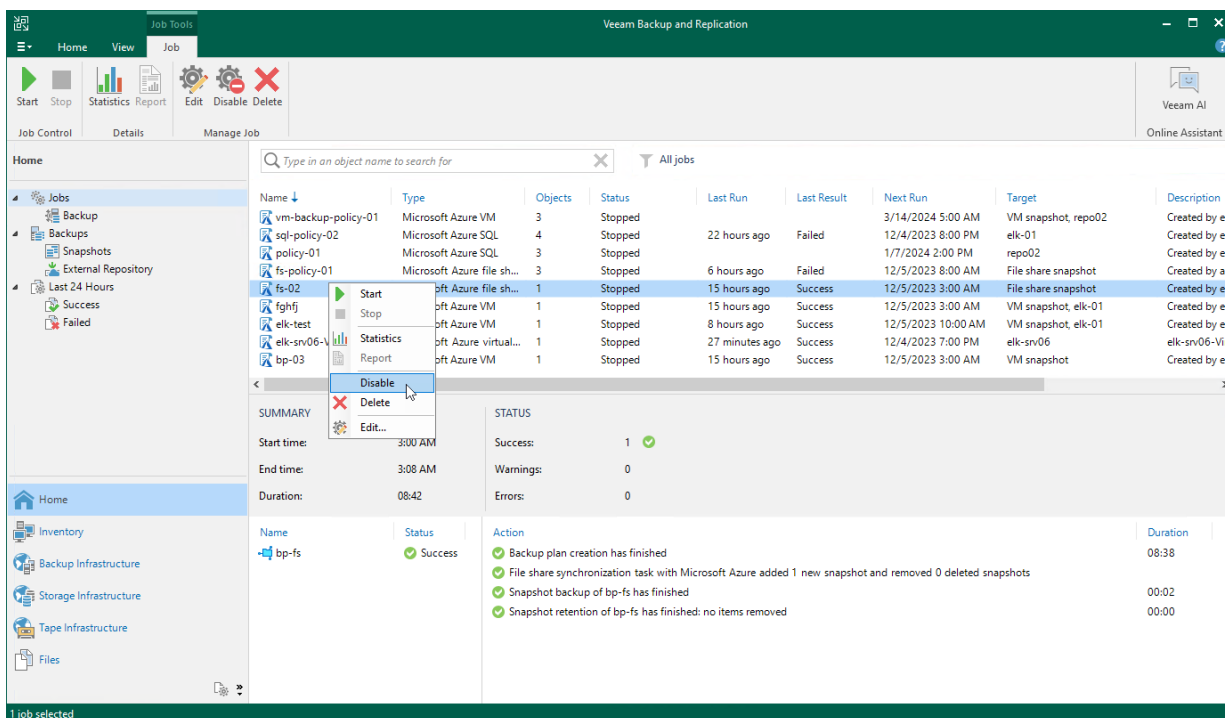 Job Tools
Veeam Backup and Replication
Home View Job
Start Stop Statistics Report Edit Disable Delete
Veeam AI
Job Control Details Manage Job
Online Assistant
Home
Type in an object name to search for
All jobs
Jobs
Backup
Backups
Snapshots
External Repository
Last 24 Hours
Success
Failed
Name Type Objects Status Last Run Last Result Next Run Target Description
vm-backup-policy-01 Microsoft Azure VM 3 Stopped 3/14/2024 5:00 AM VM snapshot, repo02 Created by e
sql-policy-02 Microsoft Azure SQL 4 Stopped 22 hours ago Failed 12/4/2023 8:00 PM elk-01 Created by e
policy-01 Microsoft Azure SQL 3 Stopped 1/7/2024 2:00 PM repo02 Created by e
fs-policy-01 Microsoft Azure file sh... 3 Stopped 6 hours ago Failed 12/5/2023 8:00 AM File share snapshot Created by a
fs-02 oft Azure file sh... 1 Stopped 15 hours ago Success 12/5/2023 3:00 AM File share snapshot Created by e
fghfj oft Azure VM 1 Stopped 15 hours ago Success 12/5/2023 3:00 AM VM snapshot, elk-01 Created by e
elk-test oft Azure VM 1 Stopped 8 hours ago Success 12/5/2023 10:00 AM VM snapshot, elk-01 Created by e
elk-srv06-V oft Azure virtual... 1 Stopped 27 minutes ago Success 12/4/2023 7:00 PM elk-srv06 elk-srv06-Vi
bp-03 oft Azure VM 1 Stopped 15 hours ago Success 12/5/2023 3:00 AM VM snapshot Created by e
Start
Stop
Statistics
Report
Disable
Delete
Edit...
SUMMARY STATUS
Start time: 3:00 AM Success: 1
End time: 3:08 AM Warnings: 0
Duration: 08:42 Errors: 0
Home
Inventory
Backup Infrastructure
Storage Infrastructure
Tape Infrastructure
Files
Name Status Action Duration
bp-fs Success Backup plan creation has finished 08:38
File share synchronization task with Microsoft Azure added 1 new snapshot and removed 0 deleted snapshots
Snapshot backup of bp-fs has finished 00:02
Snapshot retention of bp-fs has finished: no items removed 00:00
1 job selected